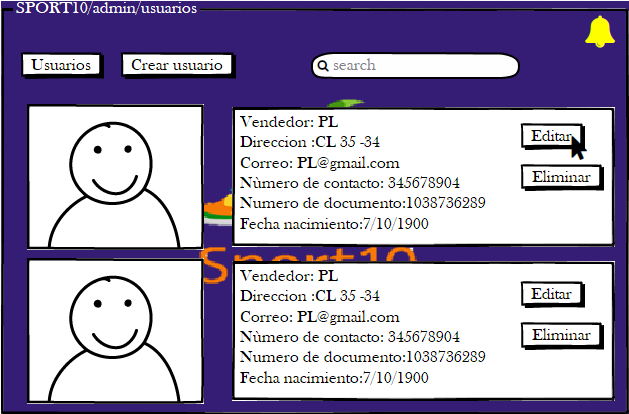 SPORT10/admin/usuarios
Usuarios
Crear usuario
search
Vendedor: PL
Direccion :CL 35 -34
Correo: PL@gmail.com
Nùmero de contacto: 345678904
Numero de documento:1038736289
Fecha nacimiento:7/10/1900
Editar
Eliminar
Sport10
Vendedor: PL
Direccion :CL 35 -34
Correo: PL@gmail.com
Nùmero de contacto: 345678904
Numero de documento:1038736289
Fecha nacimiento:7/10/1900
Editar
Eliminar